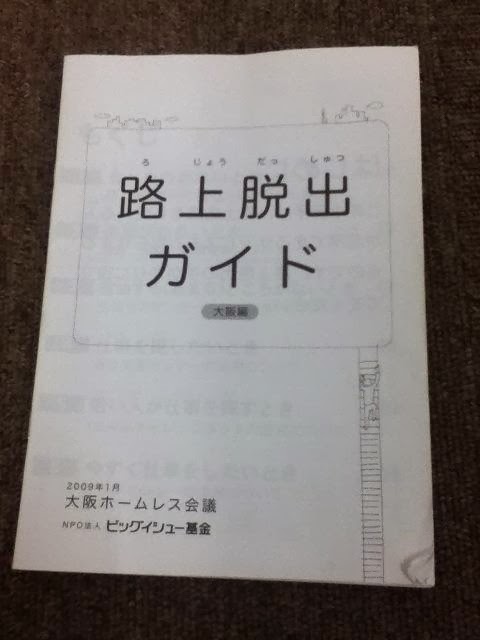 ろ じょう だっ しゅつ
路上脱出
ガイド
大阪編
2009年1月
大阪ホームレス会議
NPO法人 ビッグイシュー基金